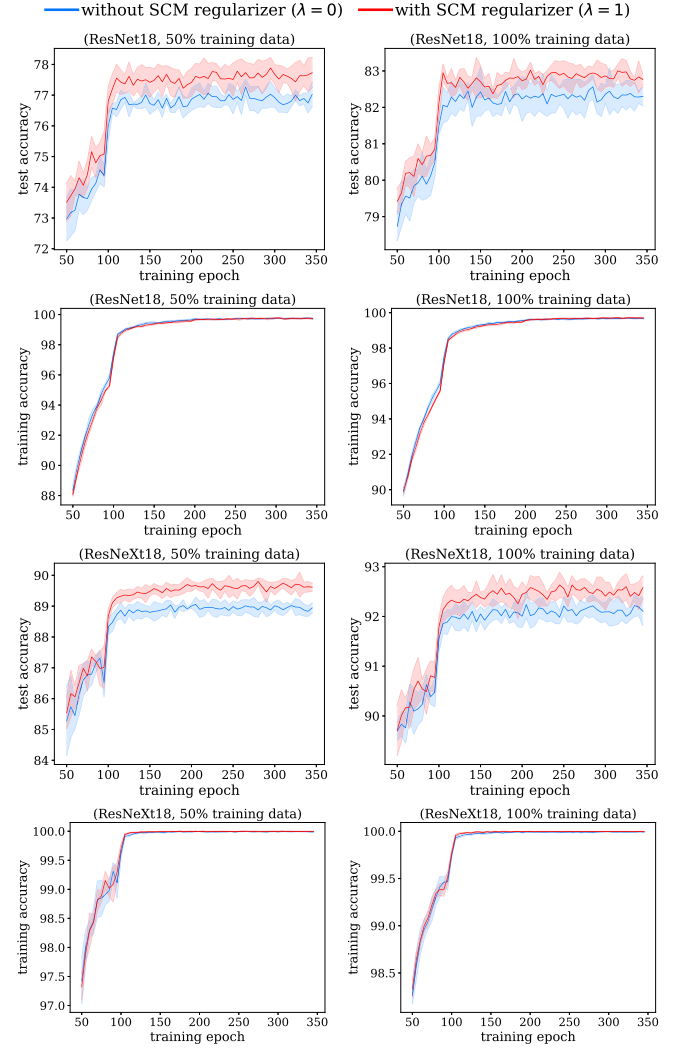 without SCM regularizer (λ=0) with SCM regularizer (λ=1)
(ResNet18, 50% training data)
78
77
76
75
74
73
72
test accuracy
50 100 150 200 250 300 350
training epoch
(ResNet18, 100% training data)
83
82
81
80
79
test accuracy
50 100 150 200 250 300 350
training epoch
(ResNet18, 50% training data)
100
98
96
94
92
90
88
training accuracy
50 100 150 200 250 300 350
training epoch
(ResNet18, 100% training data)
100
98
96
94
92
90
training accuracy
50 100 150 200 250 300 350
training epoch
(ResNeXt18, 50% training data)
90
89
88
87
86
85
84
test accuracy
50 100 150 200 250 300 350
training epoch
(ResNeXt18, 100% training data)
93
92
91
90
test accuracy
50 100 150 200 250 300 350
training epoch
(ResNeXt18, 50% training data)
100.0
99.5
99.0
98.5
98.0
97.5
97.0
training accuracy
50 100 150 200 250 300 350
training epoch
(ResNeXt18, 100% training data)
100.0
99.5
99.0
98.5
training accuracy
50 100 150 200 250 300 350
training epoch